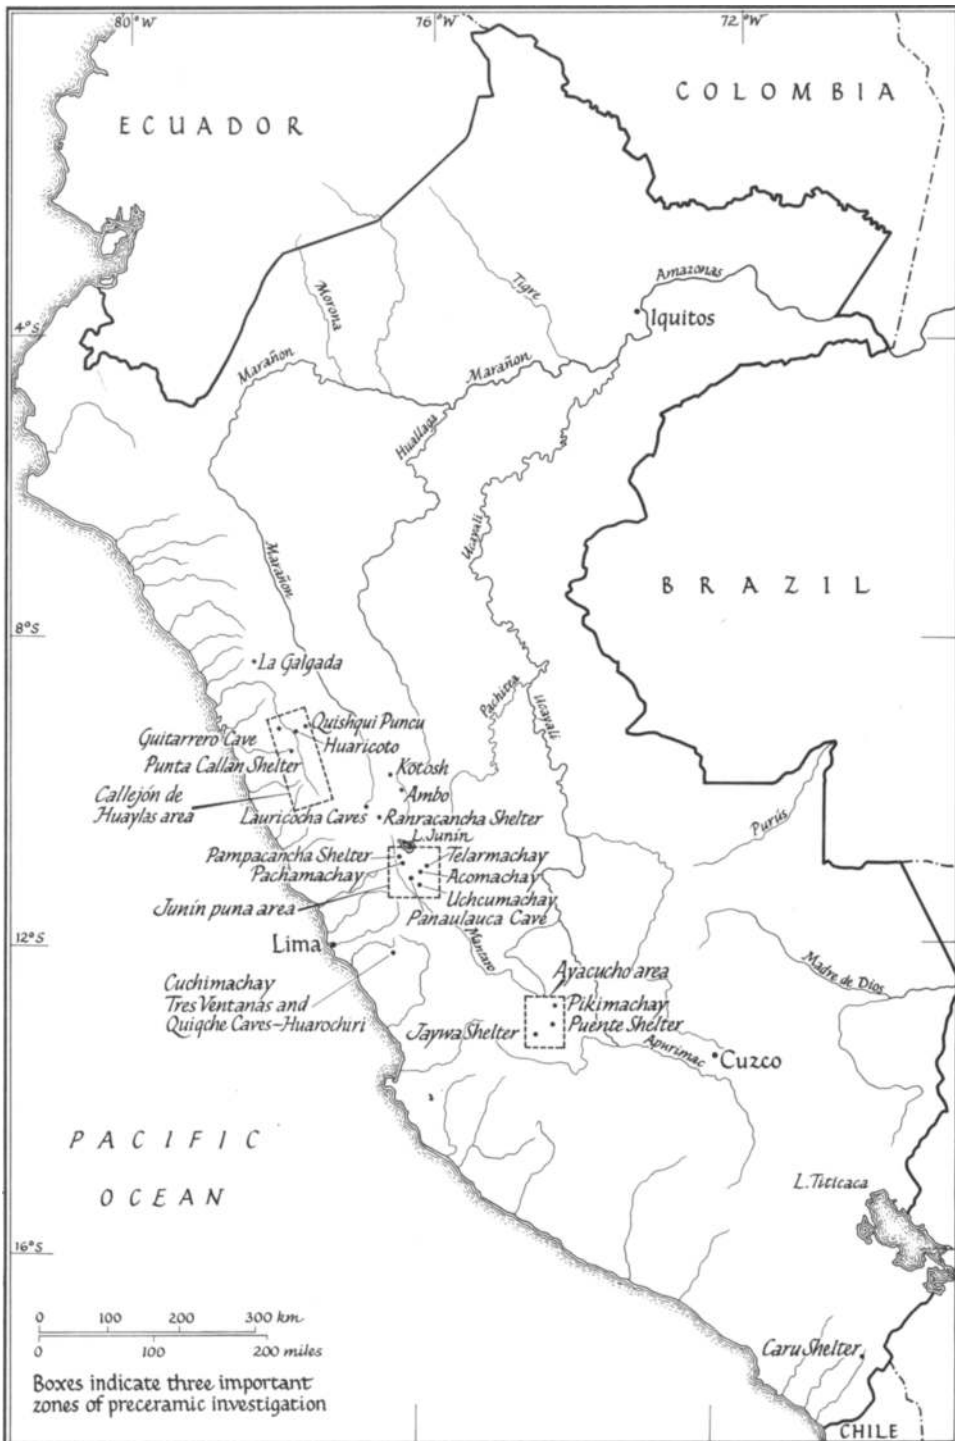 80°W
76°W
72°W
COLOMBIA
ECUADOR
Amazonas
Tigre
Morona
Iquitos
4°S
Marañon
Marañon
Huallaga
Ucayali
Marañon
BRAZIL
8°S
La Galgada
Pachitea
Ucayali
Quishqui Puncu
Guitarrero Cave
Huaricoto
Punta Callan Shelter
Kotosh
Callejón de
Huaylas area
Ambo
Lauricocha Caves
Ranracancha Shelter
Purús
L. Junín
Pampacancha Shelter
Telarmachay
Pachamachay
Acomachay
Uchcumachay
Junín puna area
Panaulauca Cave
12°S
Lima
Mantaro
Madre de Dios
Ayacucho area
Cuchimachay
Tres Ventanas and
Quiqche Caves-Huarochiri
Pikimachay
Puente Shelter
Jaywa Shelter
Apurimac
Cuzco
PACIFIC
OCEAN
L. Titicaca
16°S
0 100 200 300 km
0 100 200 miles
Caru Shelter
Boxes indicate three important
zones of preceramic investigation
CHILE